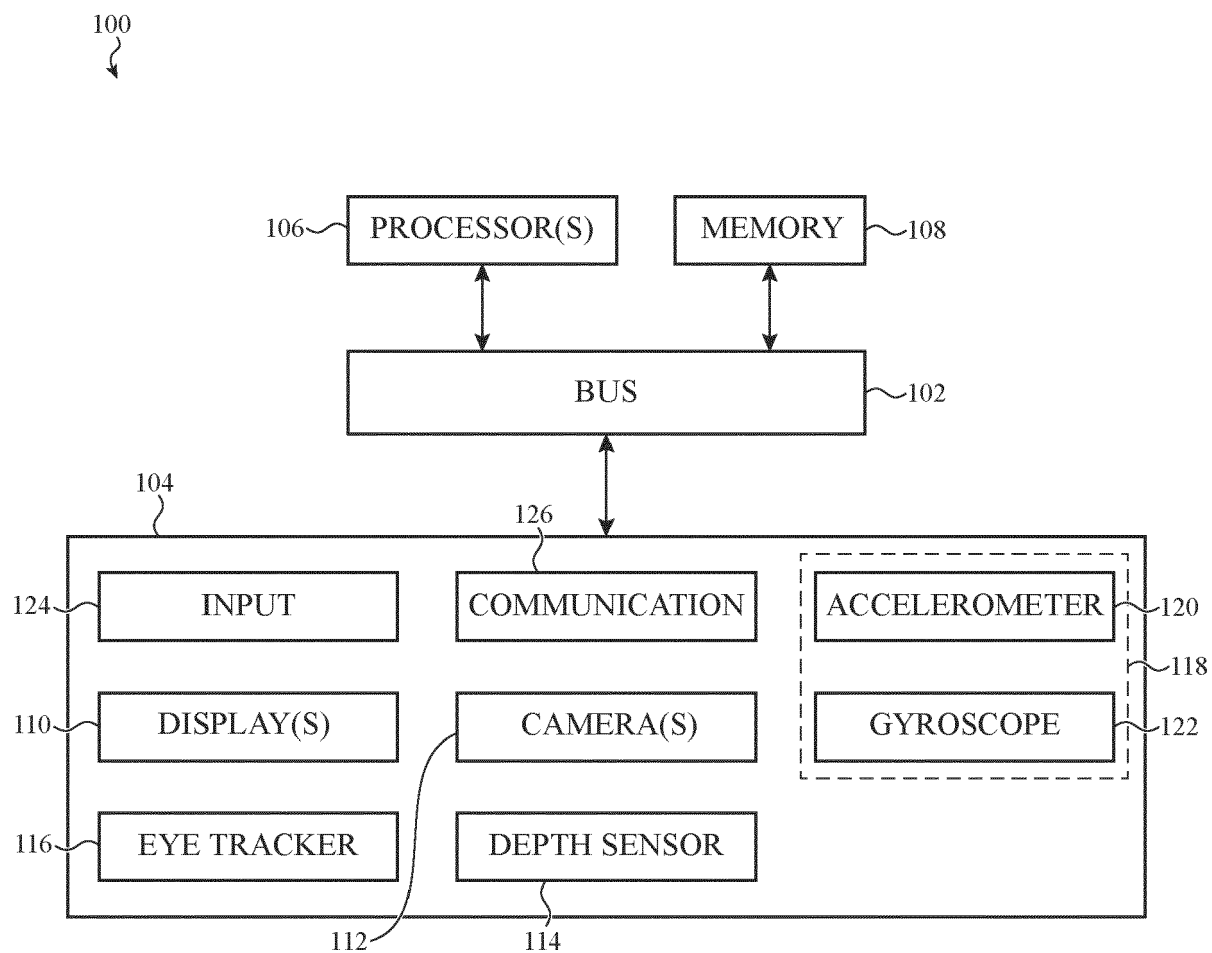 100
106 PROCESSOR(S) MEMORY 108
BUS 102
104
126
124 INPUT COMMUNICATION ACCELEROMETER 120
118
110 DISPLAY(S) CAMERA(S) GYROSCOPE 122
116 EYE TRACKER DEPTH SENSOR
112 114